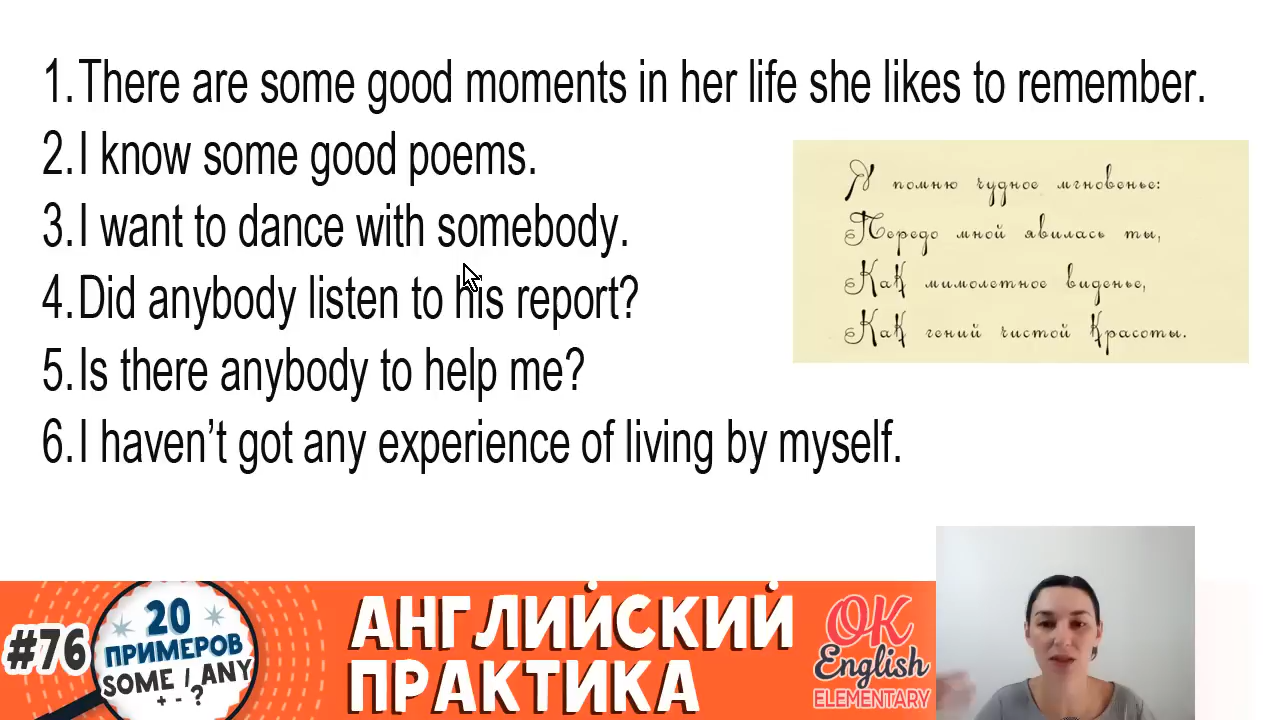 1. There are some good moments in her life she likes to remember.
2. I know some good poems.
3. I want to dance with somebody.
4. Did anybody listen to his report?
5. Is there anybody to help me?
6. I haven’t got any experience of living by myself.
Я помню чудное мгновенье:
Передо мной явилась ты,
Как мимолетное виденье,
Как гений чистой красоты.
#76
20
ПРИМЕРОВ
SOME / ANY
+ - ?
АНГЛИЙСКИЙ
ПРАКТИКА
OK
English
ELEMENTARY